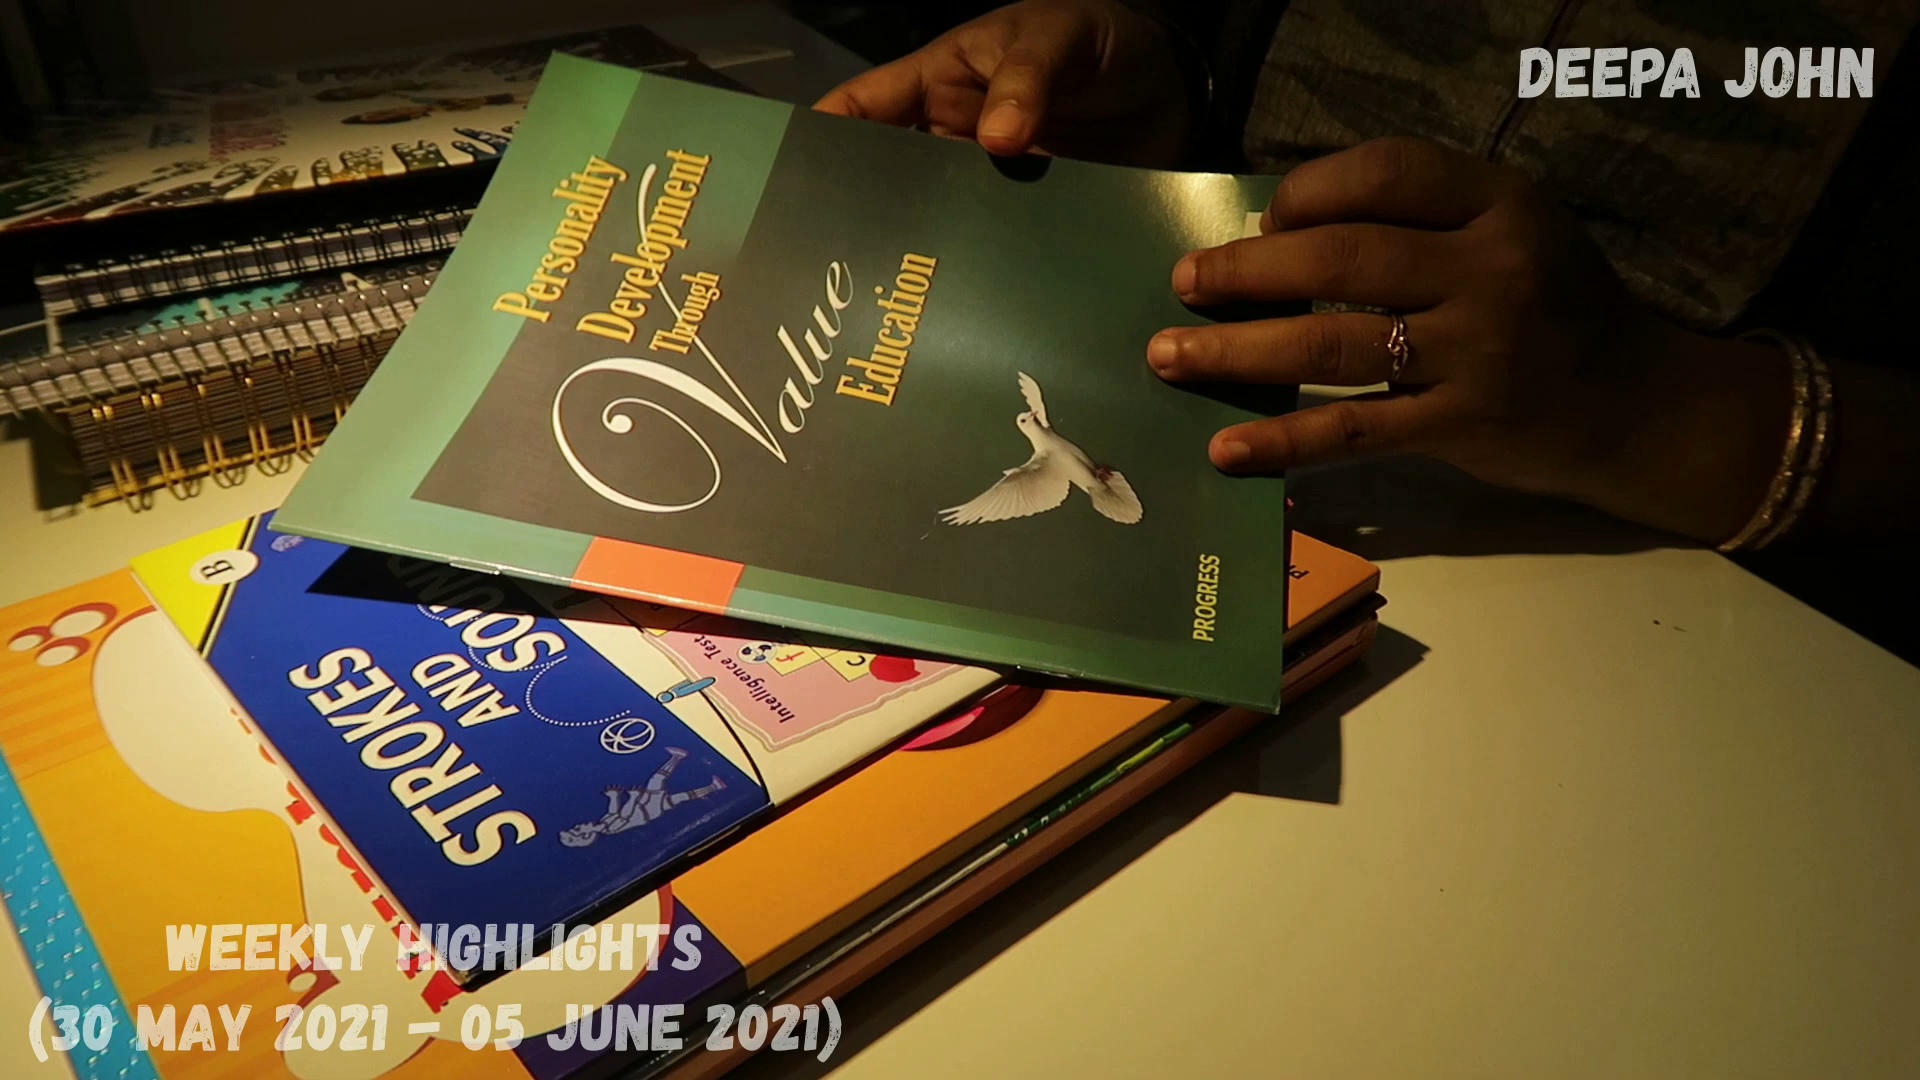 DEEPA JOHN
Personality
Development
Through
Value
Education
PROGRESS
B
STROKES
AND
SOUND
Intelligence Test
f
C
WEEKLY HIGHLIGHTS
(30 MAY 2021 – 05 JUNE 2021)